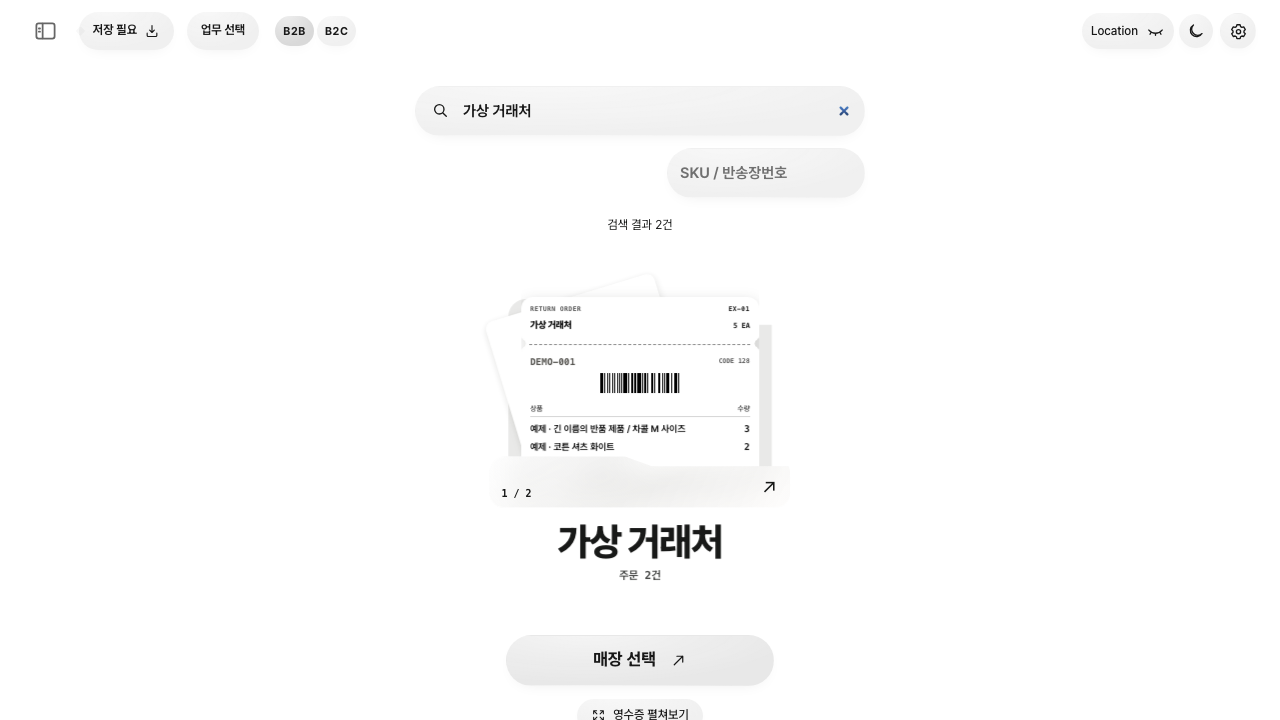 저장 필요
업무 선택
B2B B2C
Location
가상 거래처
SKU / 반송장번호
검색 결과 2건
RETURN ORDER EX-01
가상 거래처 5 EA
DEMO-001 CODE 128
상품 수량
예제 · 긴 이름의 반품 제품 / 차콜 M 사이즈 3
예제 · 코튼 셔츠 화이트 2
1 / 2
가상 거래처
주문 2건
매장 선택
영수증 펼쳐보기